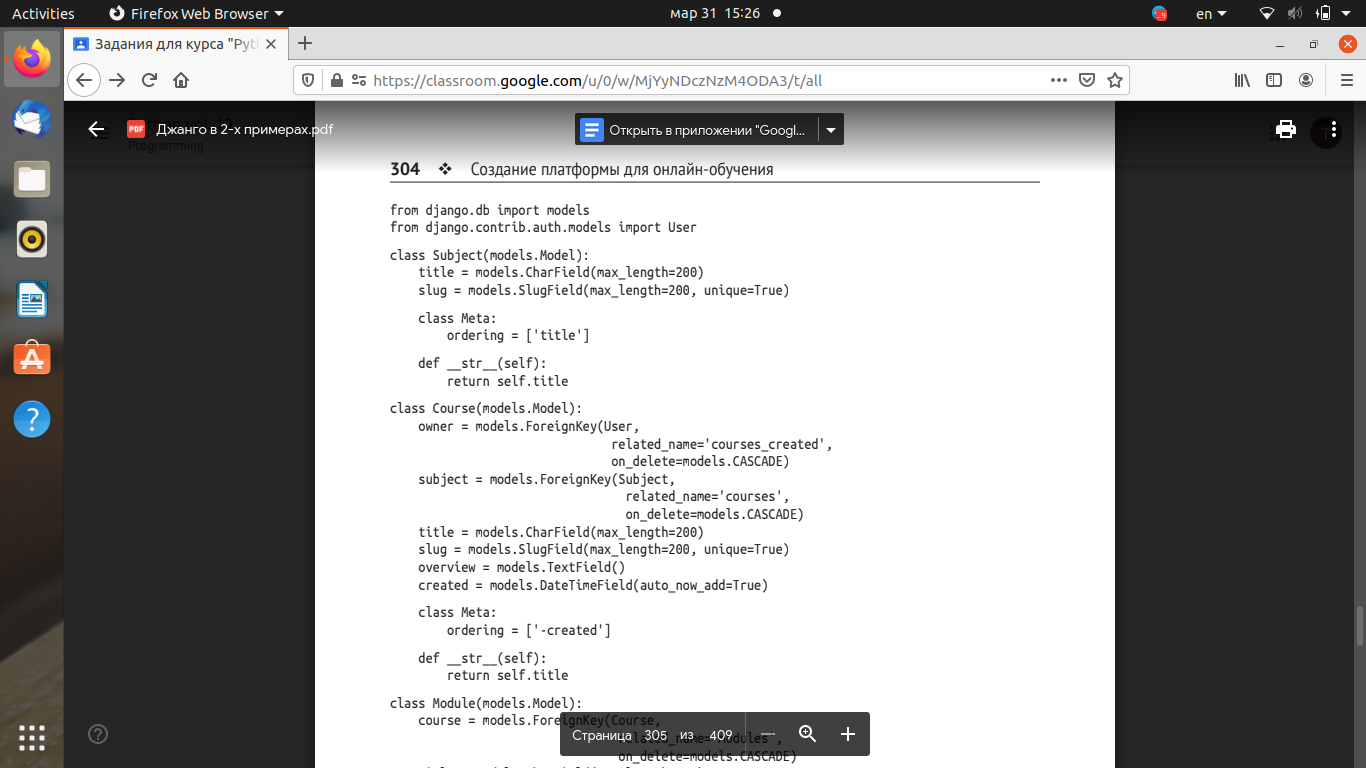 Activities
Firefox Web Browser
мар 31 15:26
en
Задания для курса "Pyt
https://classroom.google.com/u/0/w/MjYyNDczNzM4ODA3/t/all
PDF
Джанго в 2-х примерах.pdf
Programming
Открыть в приложении "Googl...
304 ❖ Создание платформы для онлайн-обучения
from django.db import models
from django.contrib.auth.models import User
class Subject(models.Model):
    title = models.CharField(max_length=200)
    slug = models.SlugField(max_length=200, unique=True)
    class Meta:
        ordering = ['title']
    def __str__(self):
        return self.title
class Course(models.Model):
    owner = models.ForeignKey(User,
                              related_name='courses_created',
                              on_delete=models.CASCADE)
    subject = models.ForeignKey(Subject,
                                related_name='courses',
                                on_delete=models.CASCADE)
    title = models.CharField(max_length=200)
    slug = models.SlugField(max_length=200, unique=True)
    overview = models.TextField()
    created = models.DateTimeField(auto_now_add=True)
    class Meta:
        ordering = ['-created']
    def __str__(self):
        return self.title
class Module(models.Model):
    course = models.ForeignKey(Course,
                               related_name='modules',
                               on_delete=models.CASCADE)
Страница 306 из 409